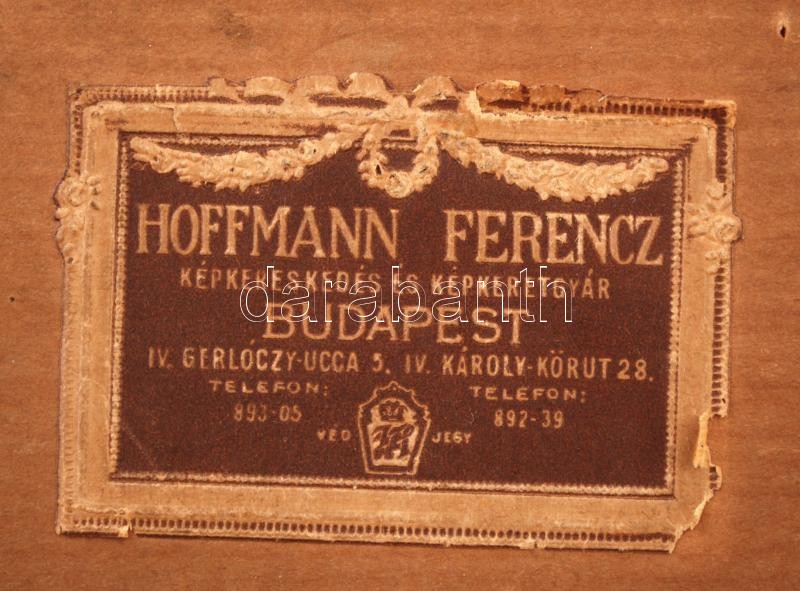 HOFFMANN FERENCZ
KÉPKERESKEDÉS ÉS KÉPKERETGYÁR
darabanth
BUDAPEST
IV. GERLÓCZY-UCCA 5. IV. KÁROLY-KÖRUT 28.
TELEFON: TELEFON:
893-05 892-39
VÉD JEGY